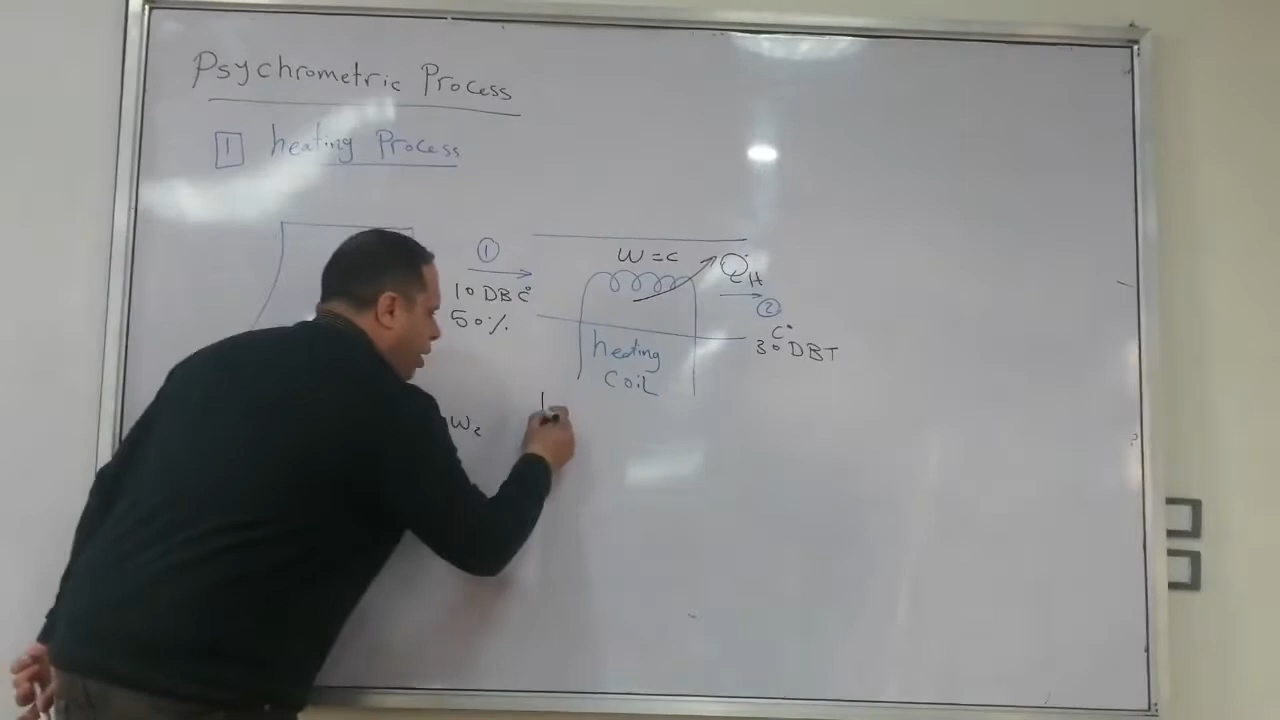 Psychrometric Process
1 heating Process
1
10 DB C°
50%
W = C
Q̇H
2
C°
30 DBT
heating
Coil
W2